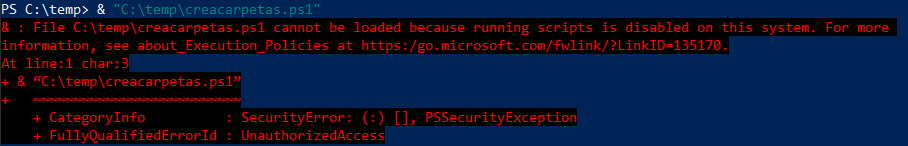 PS C:\temp> & "C:\temp\creacarpetas.ps1"
& : File C:\temp\creacarpetas.ps1 cannot be loaded because running scripts is disabled on this system. For more
information, see about_Execution_Policies at https:/go.microsoft.com/fwlink/?LinkID=135170.
At line:1 char:3
+ & “C:\temp\creacarpetas.ps1”
+   ~~~~~~~~~~~~~~~~~~~~~~~~~~
    + CategoryInfo          : SecurityError: (:) [], PSSecurityException
    + FullyQualifiedErrorId : UnauthorizedAccess